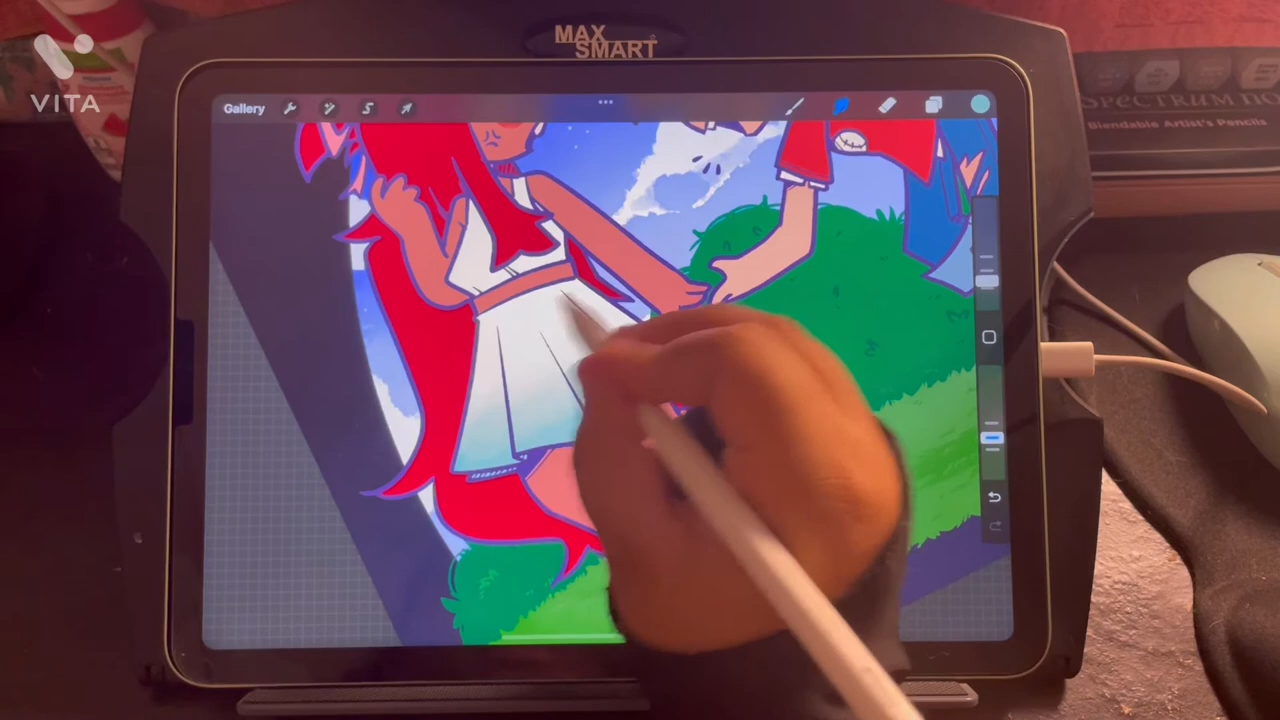 VITA
MAX
SMART
Gallery
SPECTRUM NO
Blendable Artist's Pencils